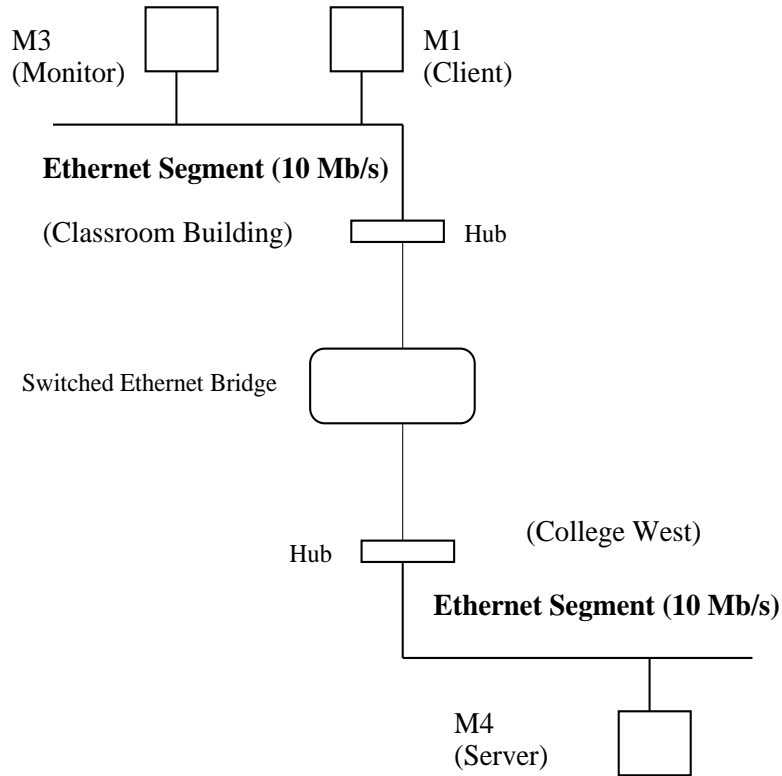 M3
(Monitor)
M1
(Client)
Ethernet Segment (10 Mb/s)
(Classroom Building)
Hub
Switched Ethernet Bridge
(College West)
Hub
Ethernet Segment (10 Mb/s)
M4
(Server)